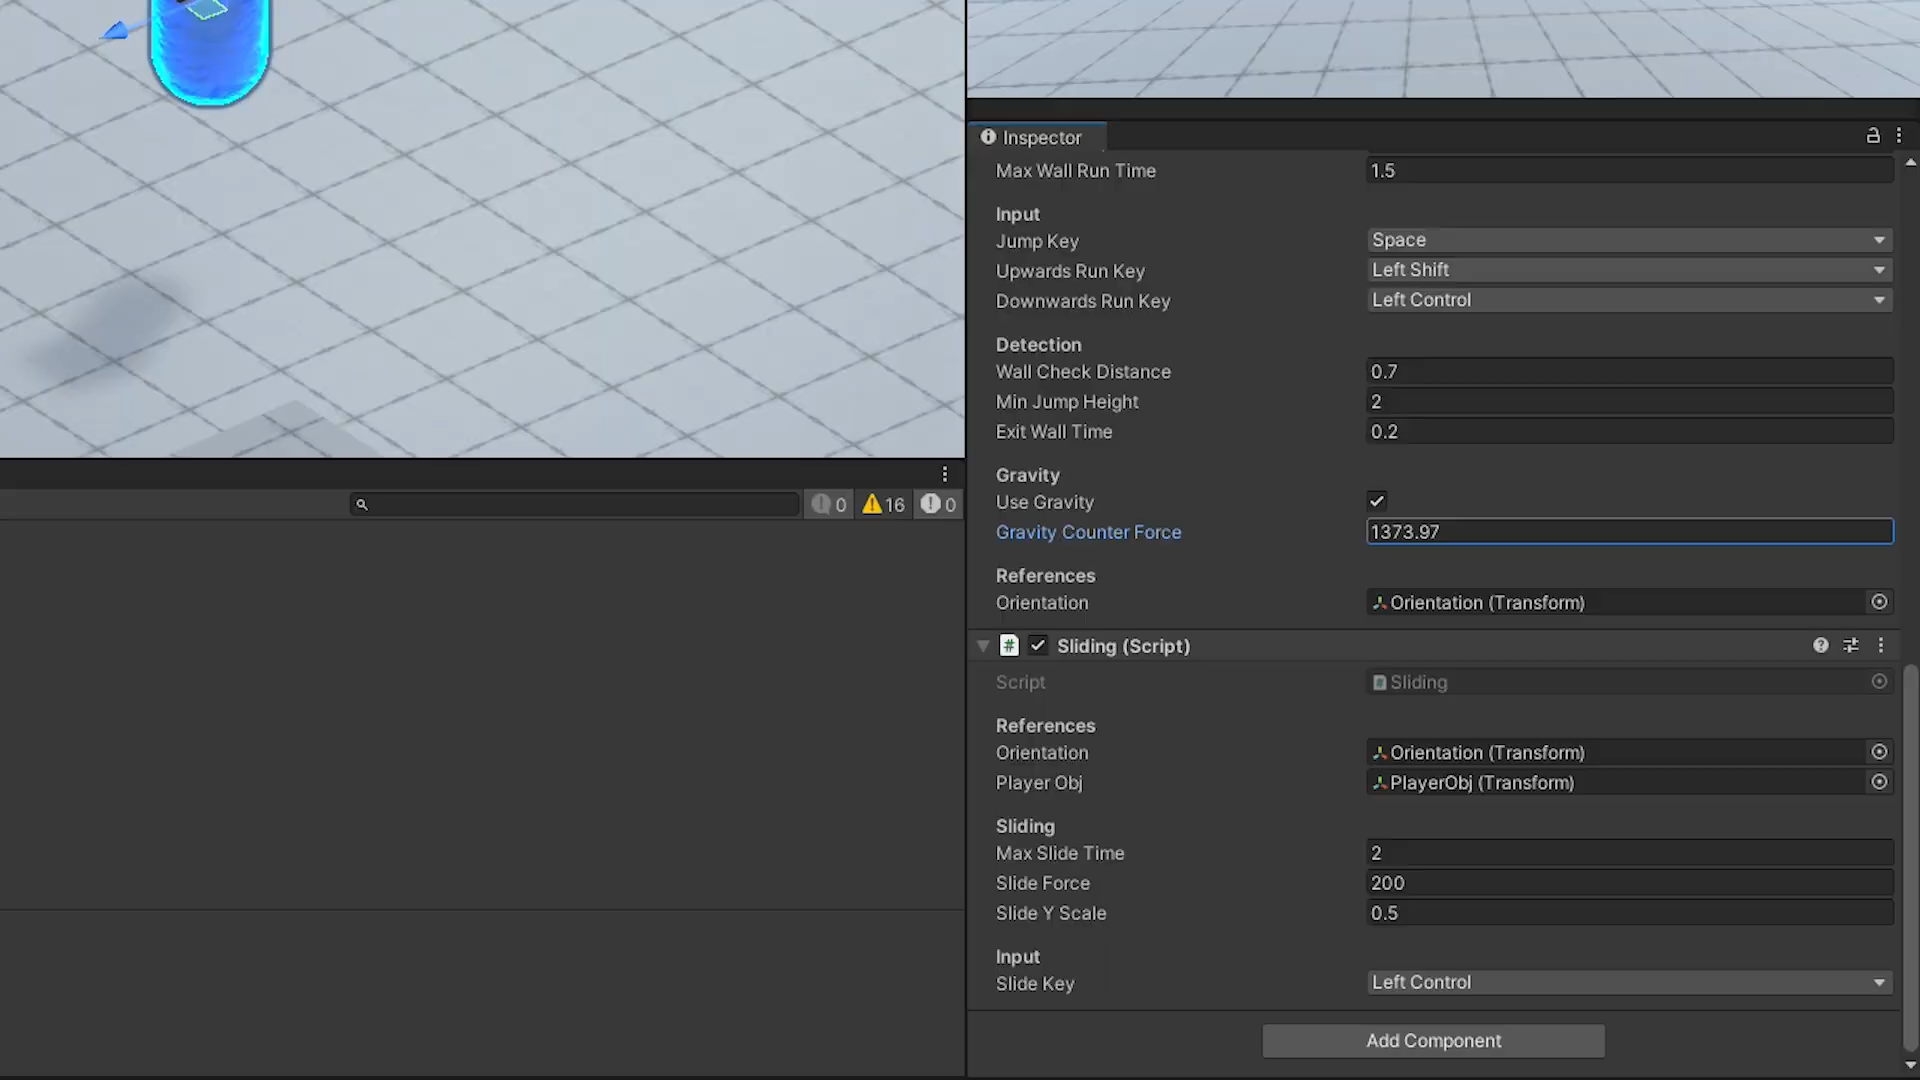 Inspector
Max Wall Run Time 1.5
Input
Jump Key Space
Upwards Run Key Left Shift
Downwards Run Key Left Control
Detection
Wall Check Distance 0.7
Min Jump Height 2
Exit Wall Time 0.2
Gravity
Use Gravity
Gravity Counter Force 1373.97
References
Orientation Orientation (Transform)
Sliding (Script)
Script Sliding
References
Orientation Orientation (Transform)
Player Obj PlayerObj (Transform)
Sliding
Max Slide Time 2
Slide Force 200
Slide Y Scale 0.5
Input
Slide Key Left Control
Add Component
0 16 0